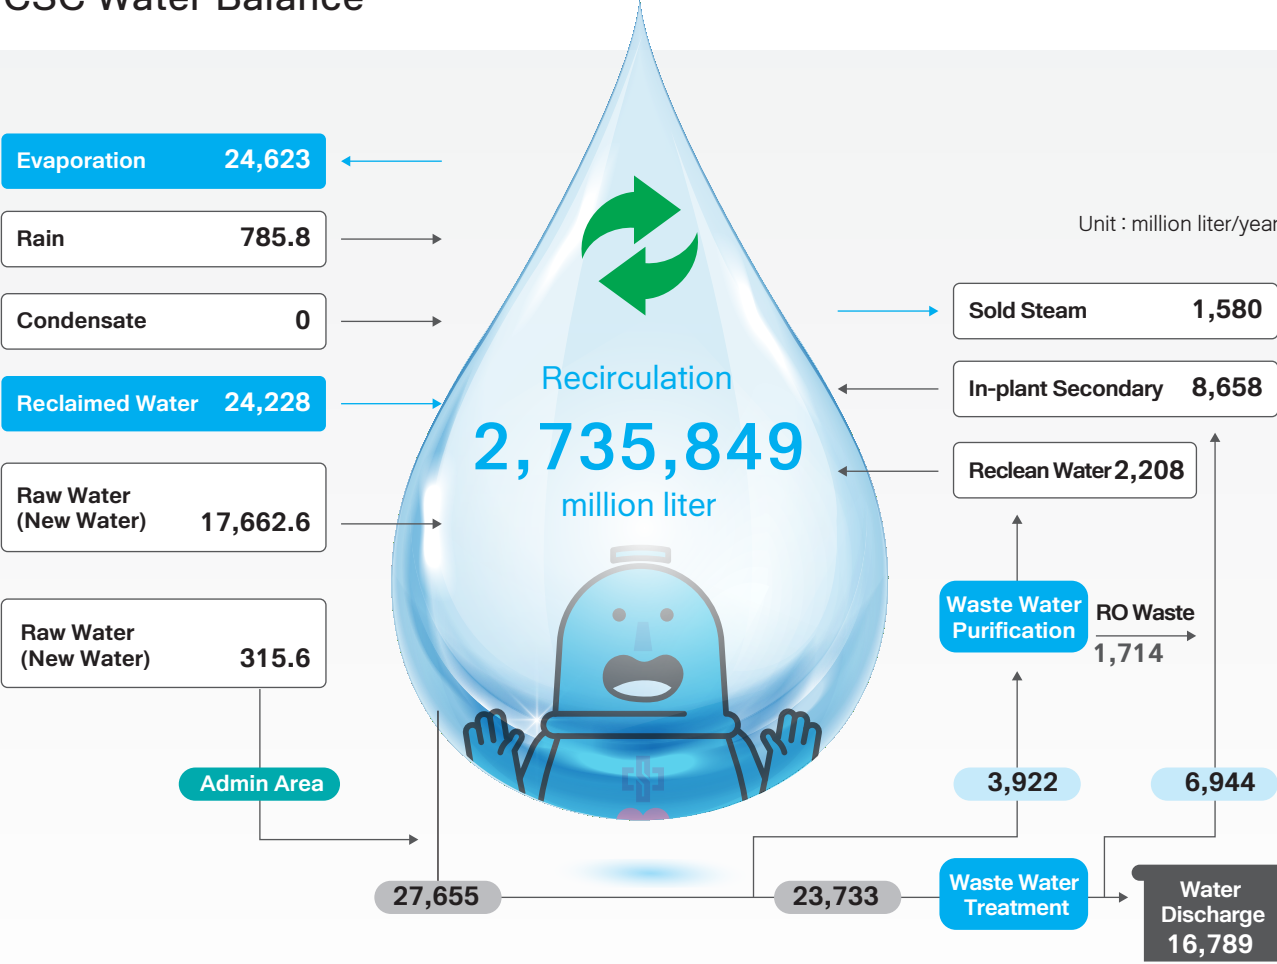 CSC Water Balance
Evaporation 24,623
Rain 785.8
Condensate 0
Reclaimed Water 24,228
Raw Water
(New Water) 17,662.6
Raw Water
(New Water) 315.6
Admin Area
Recirculation
2,735,849
million liter
Unit : million liter/year
Sold Steam 1,580
In-plant Secondary 8,658
Reclean Water 2,208
Waste Water
Purification
RO Waste
1,714
3,922
6,944
27,655
23,733
Waste Water
Treatment
Water
Discharge
16,789